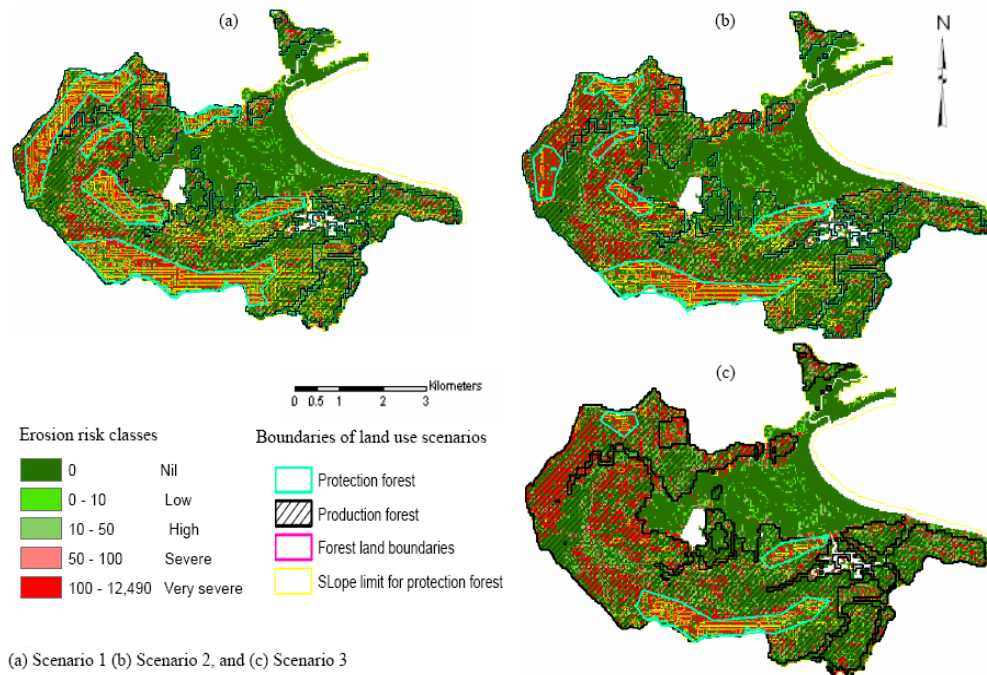 (a)
(b)
N
(c)
Kilometers
0 0.5 1 2 3
Erosion risk classes
0 Nil
0 - 10 Low
10 - 50 High
50 - 100 Severe
100 - 12,490 Very severe
Boundaries of land use scenarios
Protection forest
Production forest
Forest land boundaries
SLope limit for protection forest
(a) Scenario 1 (b) Scenario 2, and (c) Scenario 3